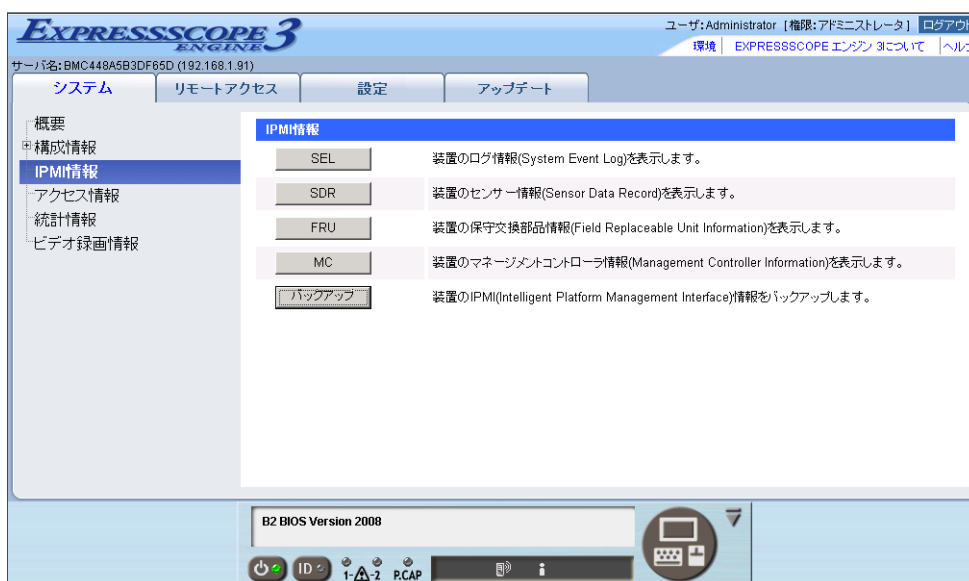 EXPRESSSCOPE 3
ENGINE
ユーザ:Administrator [権限:アドミニストレータ] ログアウト
環境 EXPRESSSCOPE エンジン 3について ヘル
サーバ名: BMC448A5B3DF65D (192.168.1.91)
システム リモートアクセス 設定 アップデート
概要
構成情報
IPMI情報
アクセス情報
統計情報
ビデオ録画情報
IPMI情報
SEL 装置のログ情報(System Event Log)を表示します。
SDR 装置のセンサー情報(Sensor Data Record)を表示します。
FRU 装置の保守交換部品情報(Field Replaceable Unit Information)を表示します。
MC 装置のマネージメントコントローラ情報(Management Controller Information)を表示します。
バックアップ 装置のIPMI(Intelligent Platform Management Interface)情報をバックアップします。
B2 BIOS Version 2008
ID 1-2 P.CAP